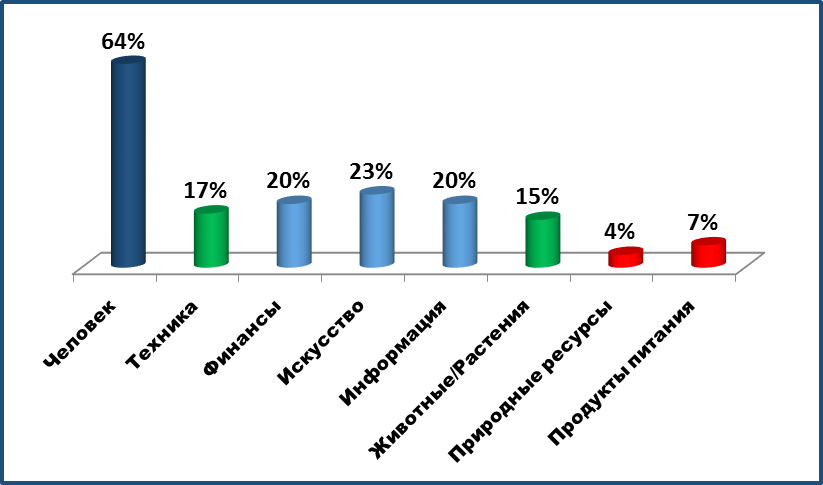 64%
17%
20%
23%
20%
15%
4%
7%
Человек
Техника
Финансы
Искусство
Информация
Животные/Растения
Природные ресурсы
Продукты питания